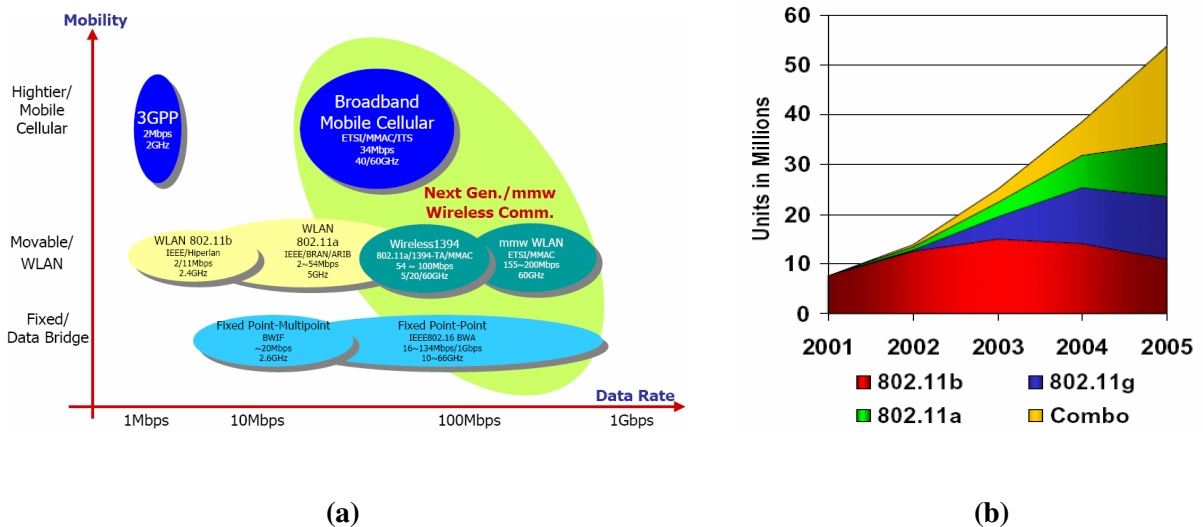 Mobility
Hightier/
Mobile
Cellular
3GPP
2Mbps
2GHz
Broadband
Mobile Cellular
ETSI/MMAC/ITS
34Mbps
40/60GHz
Next Gen./mmw
Wireless Comm.
Movable/
WLAN
WLAN 802.11b
IEEE/Hiperlan
2/11Mbps
2.4GHz
WLAN
802.11a
IEEE/BRAN/ARIB
2~54Mbps
5GHz
Wireless1394
802.11a/1394-TA/MMAC
54 ~ 100Mbps
5/20/60GHz
mmw WLAN
ETSI/MMAC
155~200Mbps
60GHz
Fixed/
Data Bridge
Fixed Point-Multipoint
BWIF
~20Mbps
2.6GHz
Fixed Point-Point
IEEE802.16 BWA
16~134Mbps/1Gbps
10~66GHz
Data Rate
1Mbps 10Mbps 100Mbps 1Gbps
(a)
Units in Millions
60
50
40
30
20
10
0
2001 2002 2003 2004 2005
802.11b 802.11g
802.11a Combo
(b)